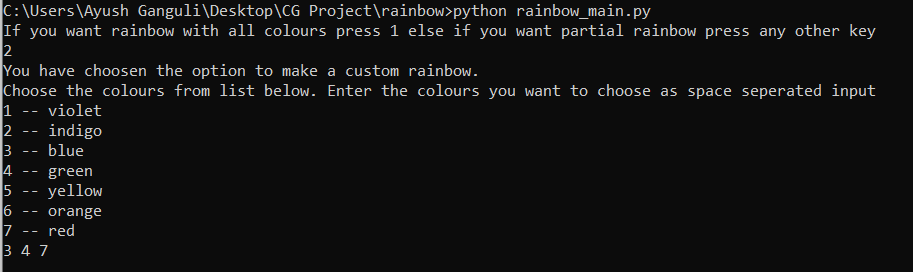 C:\Users\Ayush Ganguli\Desktop\CG Project\rainbow>python rainbow_main.py
If you want rainbow with all colours press 1 else if you want partial rainbow press any other key
2
You have choosen the option to make a custom rainbow.
Choose the colours from list below. Enter the colours you want to choose as space seperated input
1 -- violet
2 -- indigo
3 -- blue
4 -- green
5 -- yellow
6 -- orange
7 -- red
3 4 7